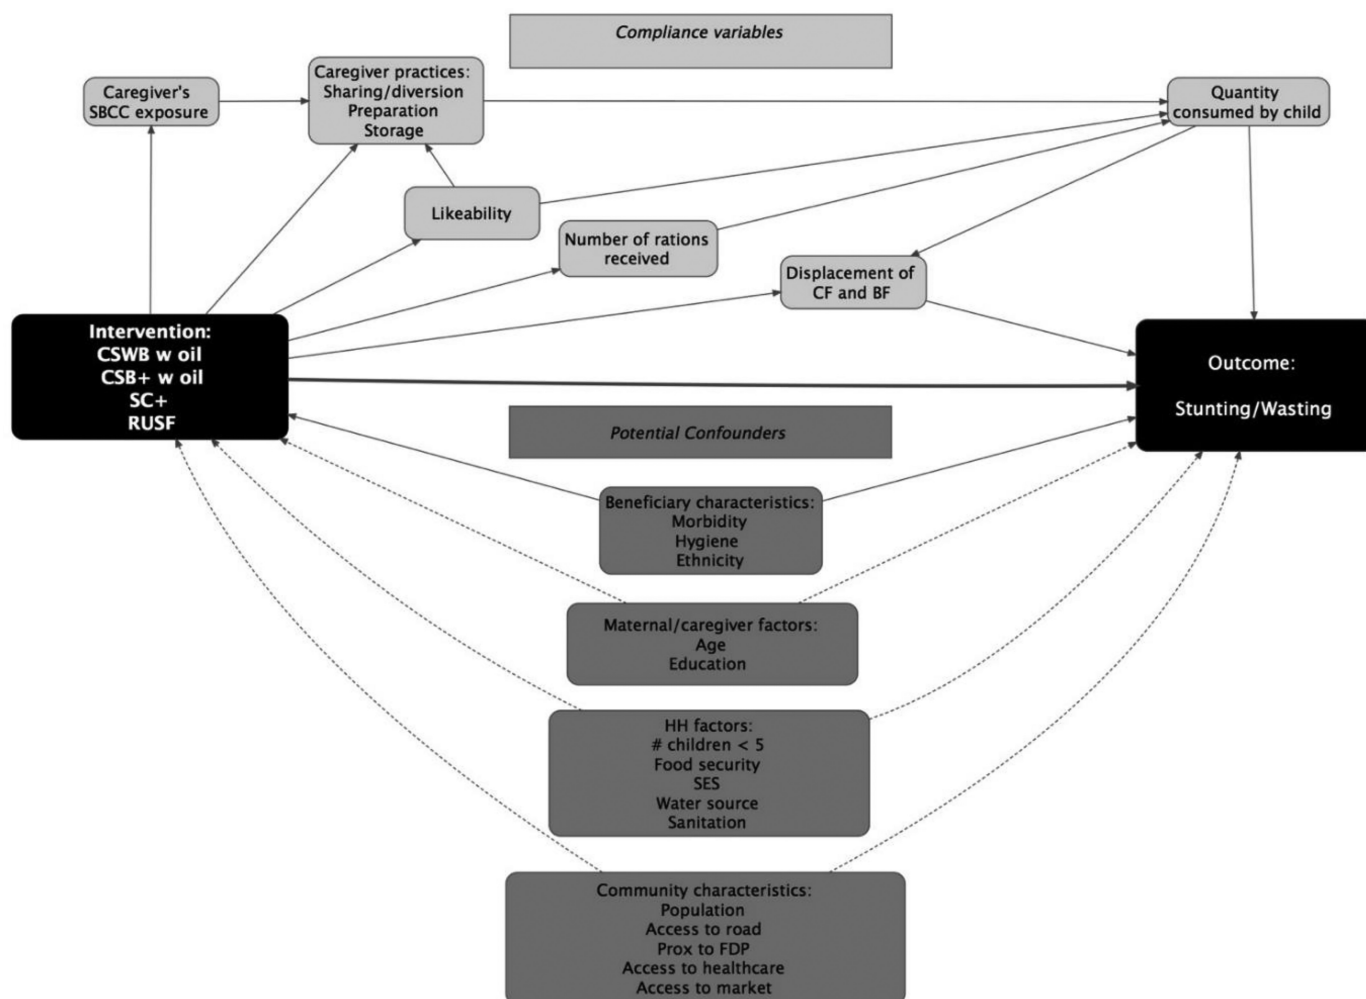 Compliance variables
Caregiver's
SBCC exposure
Caregiver practices:
Sharing/diversion
Preparation
Storage
Quantity
consumed by child
Likeability
Number of rations
received
Displacement of
CF and BF
Intervention:
CSWB w oil
CSB+ w oil
SC+
RUSF
Outcome:
Stunting/Wasting
Potential Confounders
Beneficiary characteristics:
Morbidity
Hygiene
Ethnicity
Maternal/caregiver factors:
Age
Education
HH factors:
# children < 5
Food security
SES
Water source
Sanitation
Community characteristics:
Population
Access to road
Prox to FDP
Access to healthcare
Access to market